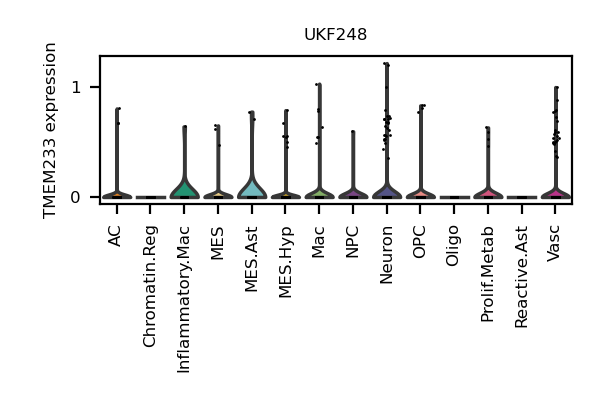 UKF248
TMEM233 expression
1
0
AC
Chromatin.Reg
Inflammatory.Mac
MES
MES.Ast
MES.Hyp
Mac
NPC
Neuron
OPC
Oligo
Prolif.Metab
Reactive.Ast
Vasc